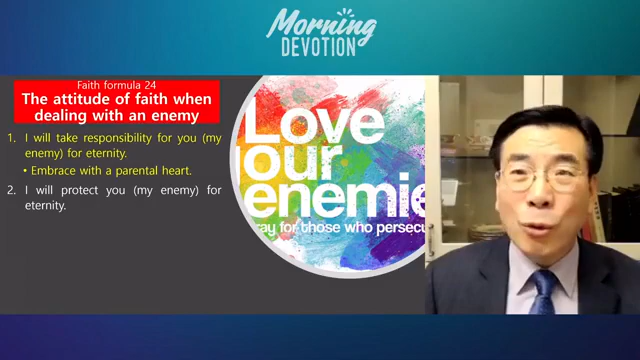 Morning
DEVOTION
Faith formula 24
The attitude of faith when
dealing with an enemy
1. I will take responsibility for you (my
enemy) for eternity.
• Embrace with a parental heart.
2. I will protect you (my enemy) for
eternity.
Love
our
enemie
ray for those who persecu